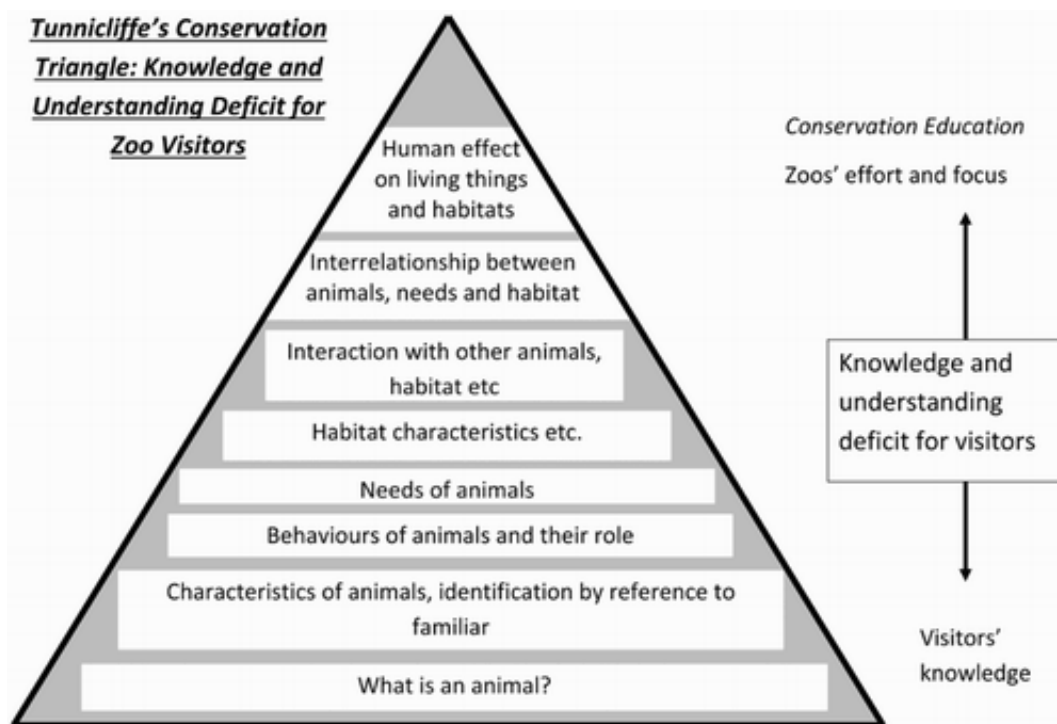 Tunnicliffe's Conservation
Triangle: Knowledge and
Understanding Deficit for
Zoo Visitors
Human effect
on living things
and habitats
Interrelationship between
animals, needs and habitat
Interaction with other animals,
habitat etc
Habitat characteristics etc.
Needs of animals
Behaviours of animals and their role
Characteristics of animals, identification by reference to
familiar
What is an animal?
Conservation Education
Zoos' effort and focus
Knowledge and
understanding
deficit for visitors
Visitors'
knowledge